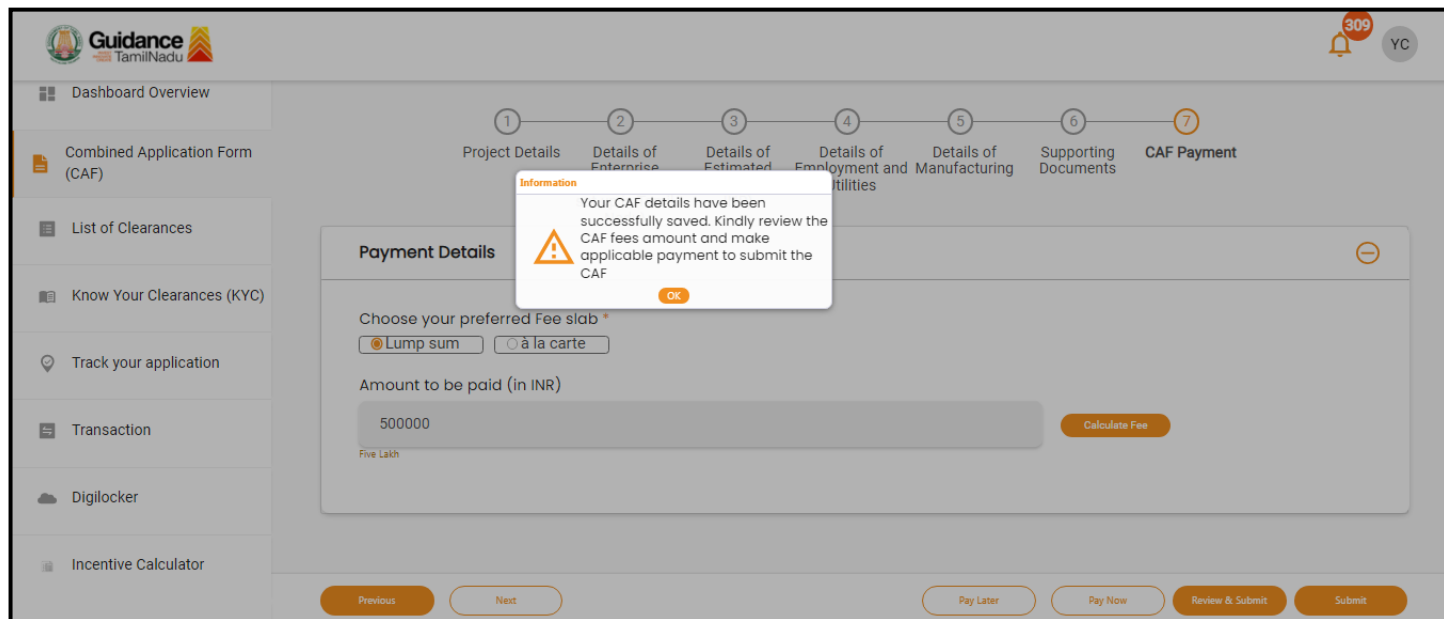 Guidance
TamilNadu
309
YC
Dashboard Overview
Combined Application Form
(CAF)
List of Clearances
Know Your Clearances (KYC)
Track your application
Transaction
Digilocker
Incentive Calculator
1
2
3
4
5
6
7
Project Details
Details of
Enterprise
Details of
Estimated
Details of
Employment and
Utilities
Details of
Manufacturing
Supporting
Documents
CAF Payment
Information
Your CAF details have been
successfully saved. Kindly review the
CAF fees amount and make
applicable payment to submit the
CAF
OK
Payment Details
Choose your preferred Fee slab *
Lump sum
à la carte
Amount to be paid (in INR)
500000
Calculate Fee
Five Lakh
Previous
Next
Pay Later
Pay Now
Review & Submit
Submit